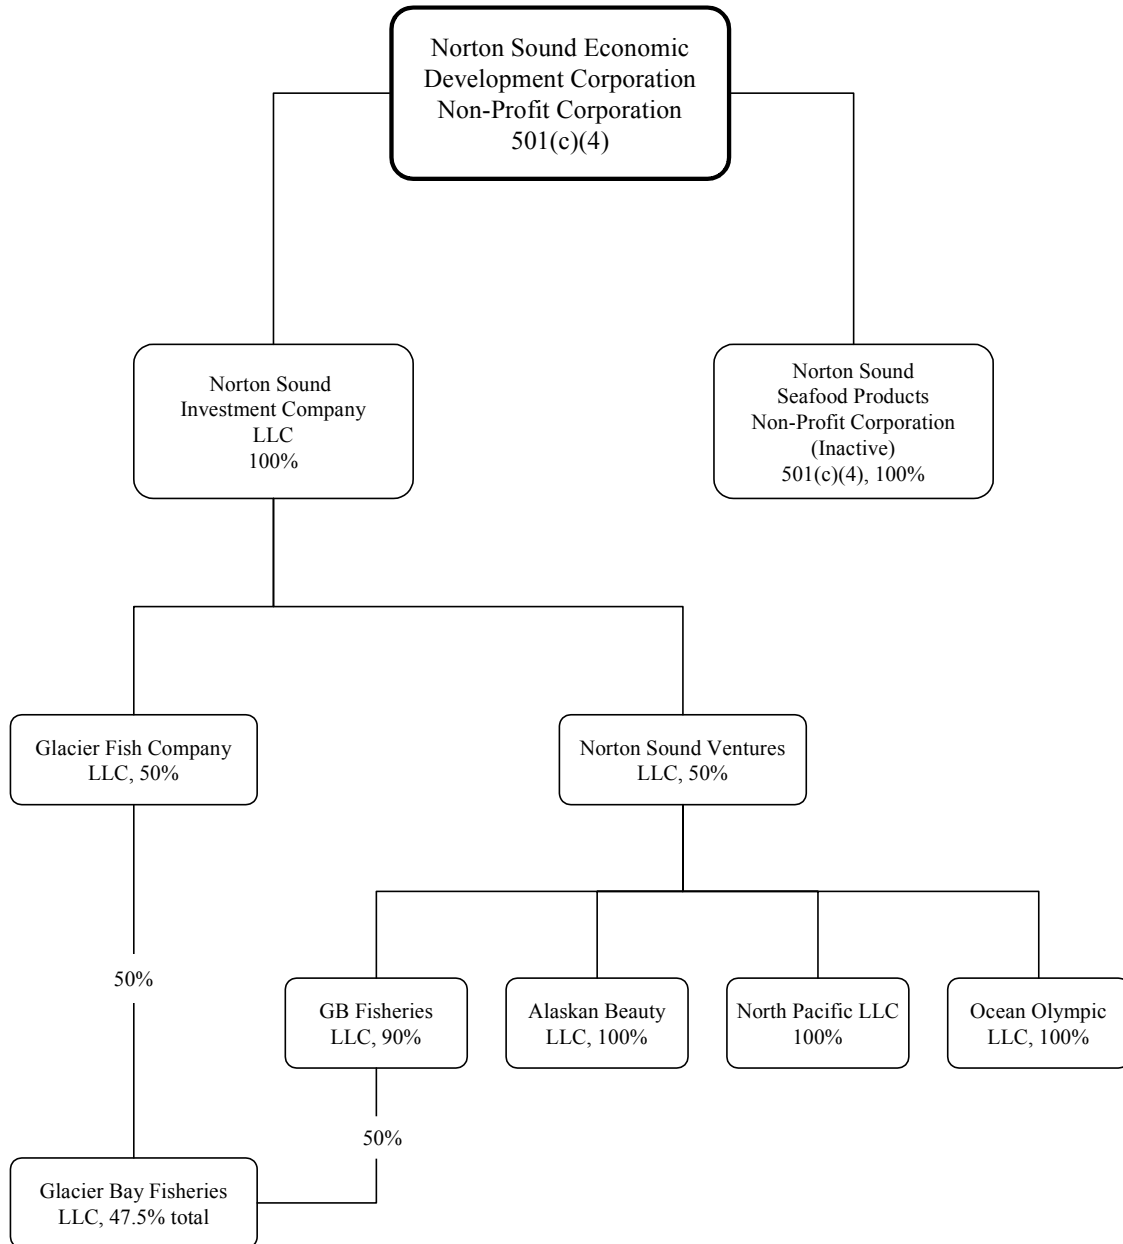 Norton Sound Economic
Development Corporation
Non-Profit Corporation
501(c)(4)
Norton Sound
Investment Company
LLC
100%
Norton Sound
Seafood Products
Non-Profit Corporation
(Inactive)
501(c)(4), 100%
Glacier Fish Company
LLC, 50%
Norton Sound Ventures
LLC, 50%
50%
GB Fisheries
LLC, 90%
Alaskan Beauty
LLC, 100%
North Pacific LLC
100%
Ocean Olympic
LLC, 100%
50%
Glacier Bay Fisheries
LLC, 47.5% total